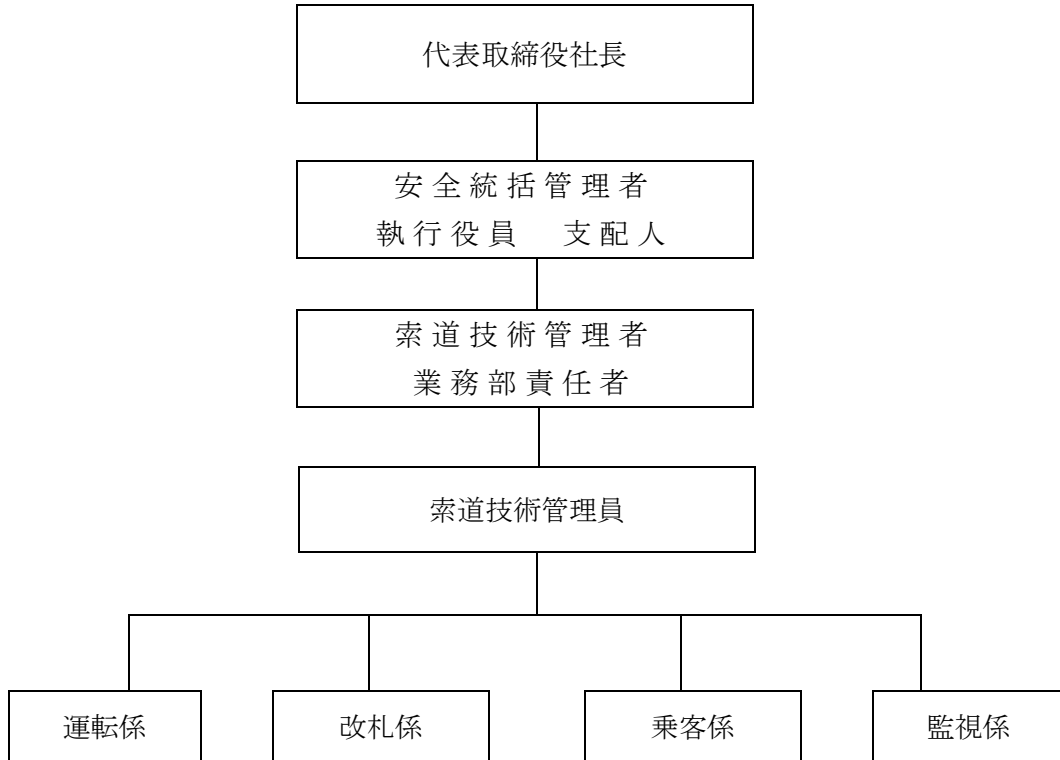 代表取締役社長
安全統括管理者
執行役員　支配人
索道技術管理者
業務部責任者
索道技術管理員
運転係
改札係
乗客係
監視係